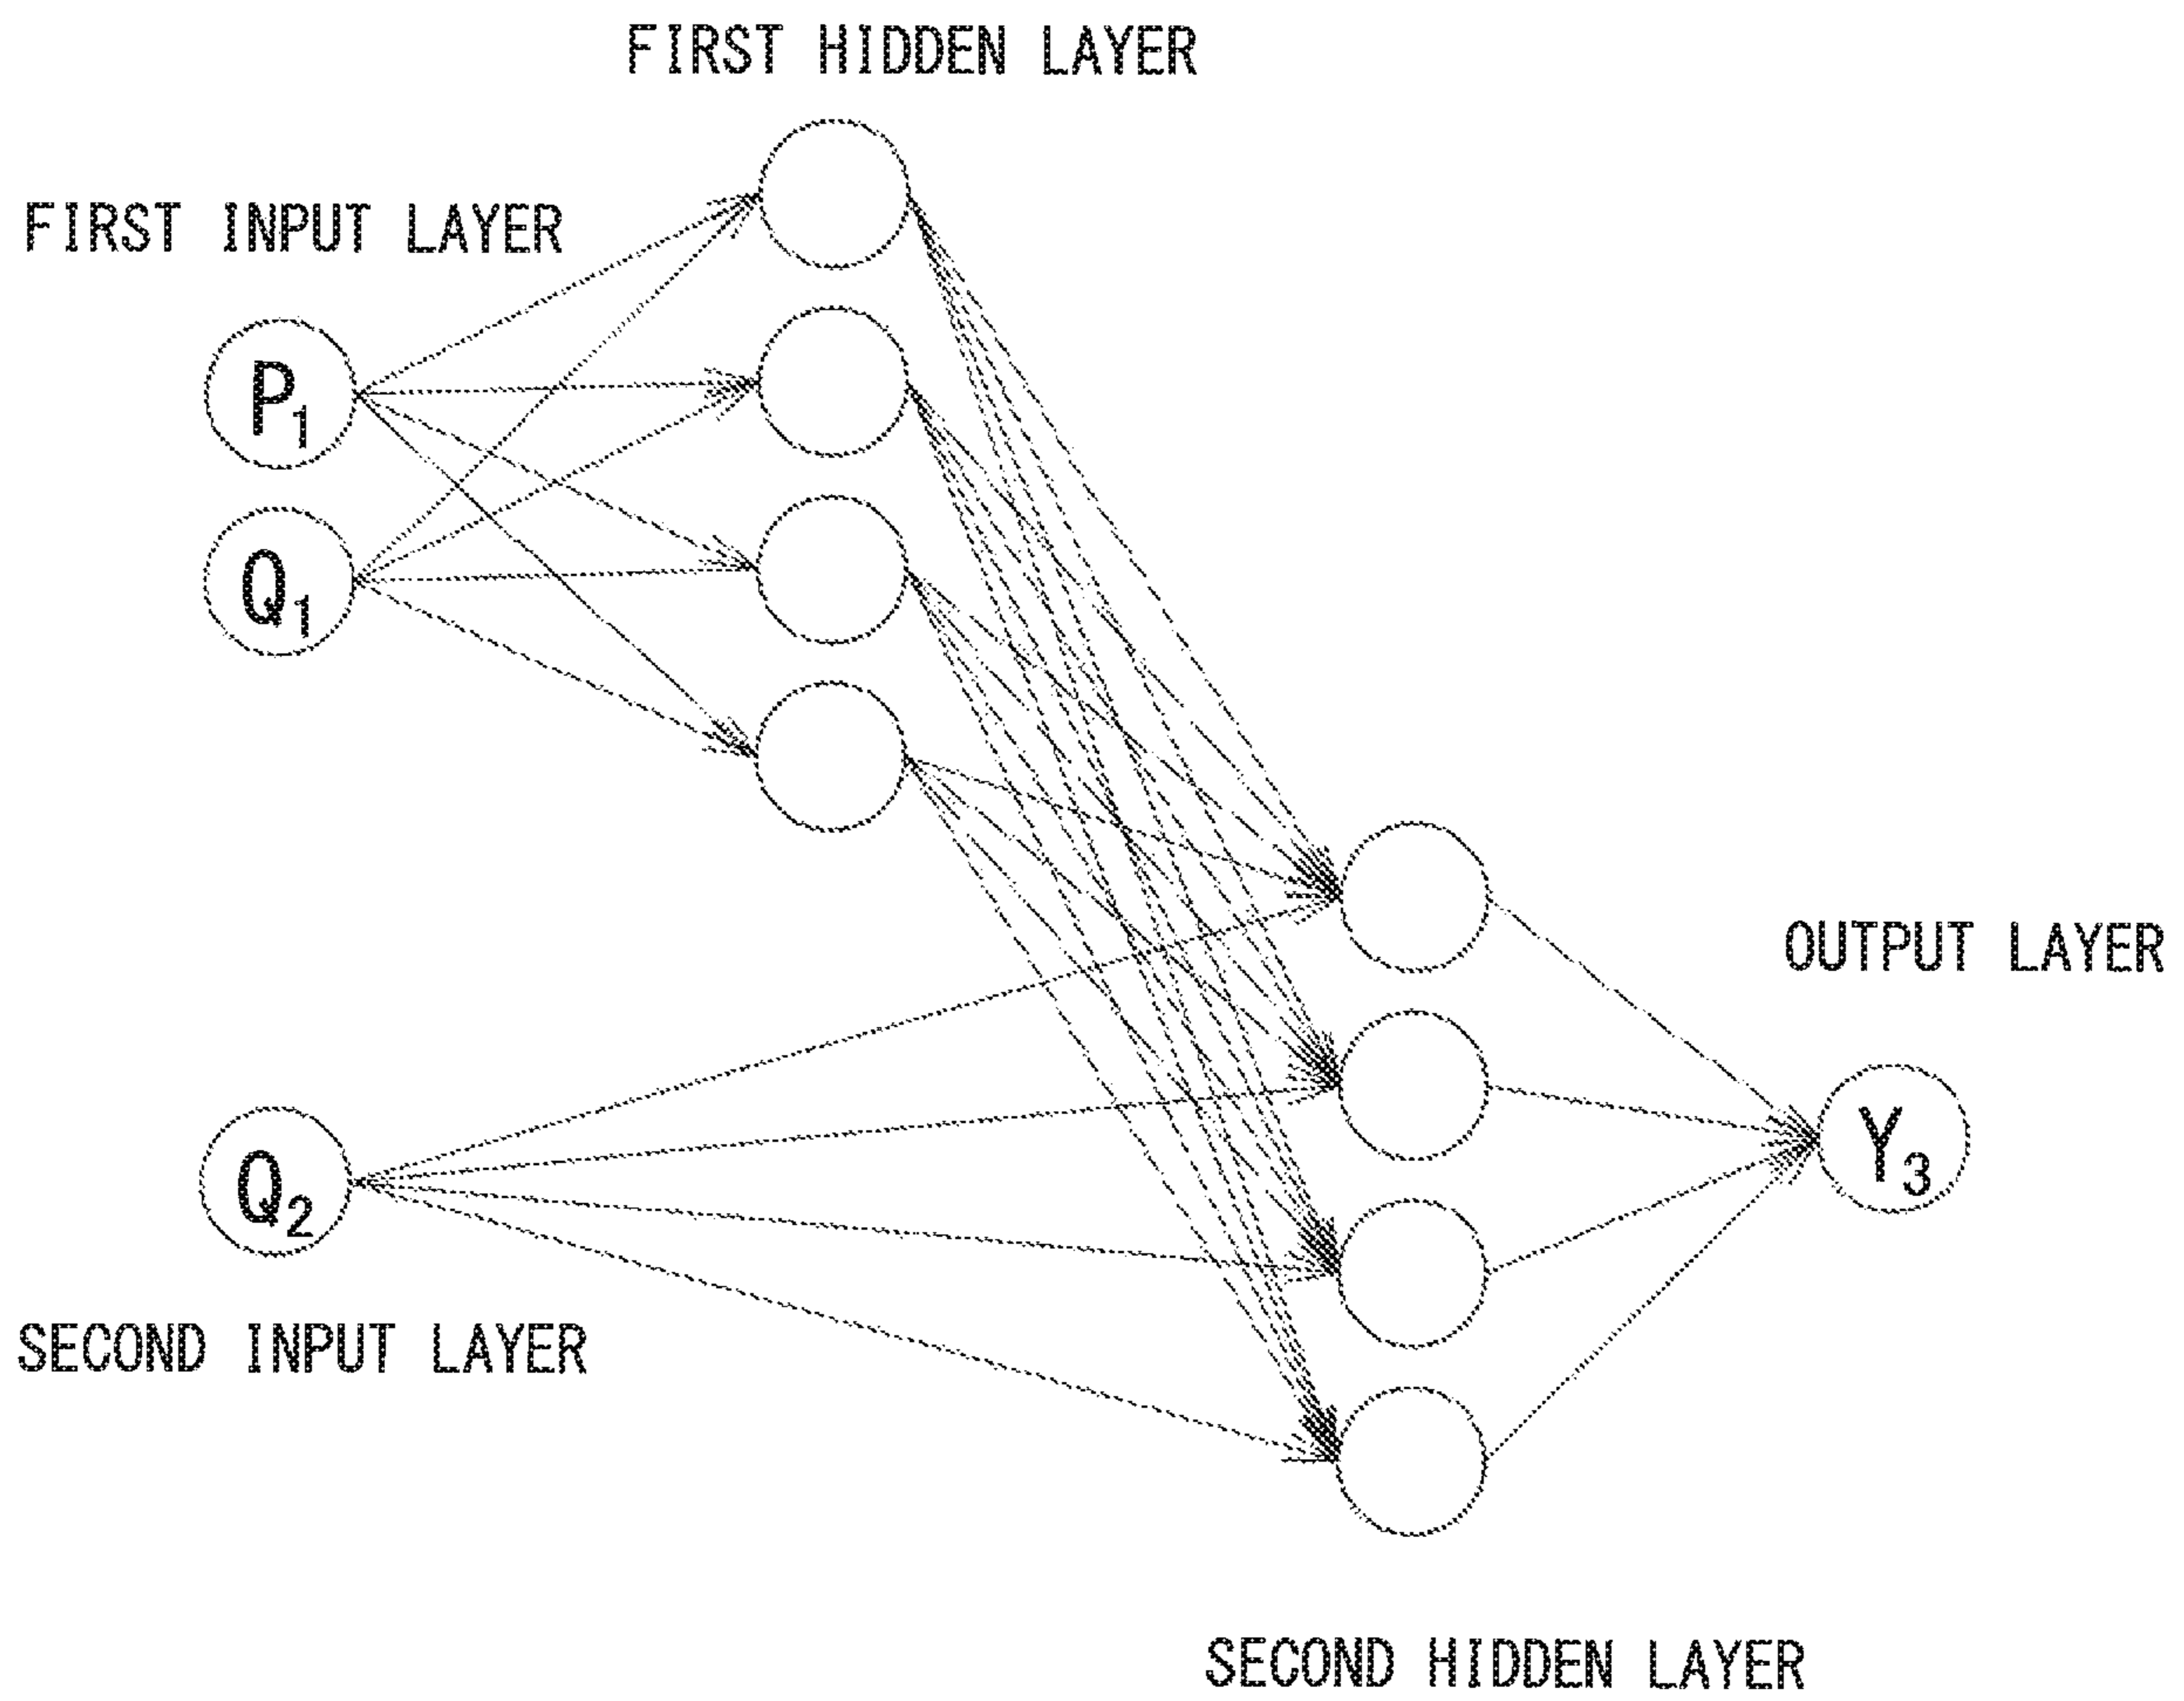 FIRST HIDDEN LAYER
FIRST INPUT LAYER
P1
Q1
OUTPUT LAYER
Y3
Q2
SECOND INPUT LAYER
SECOND HIDDEN LAYER